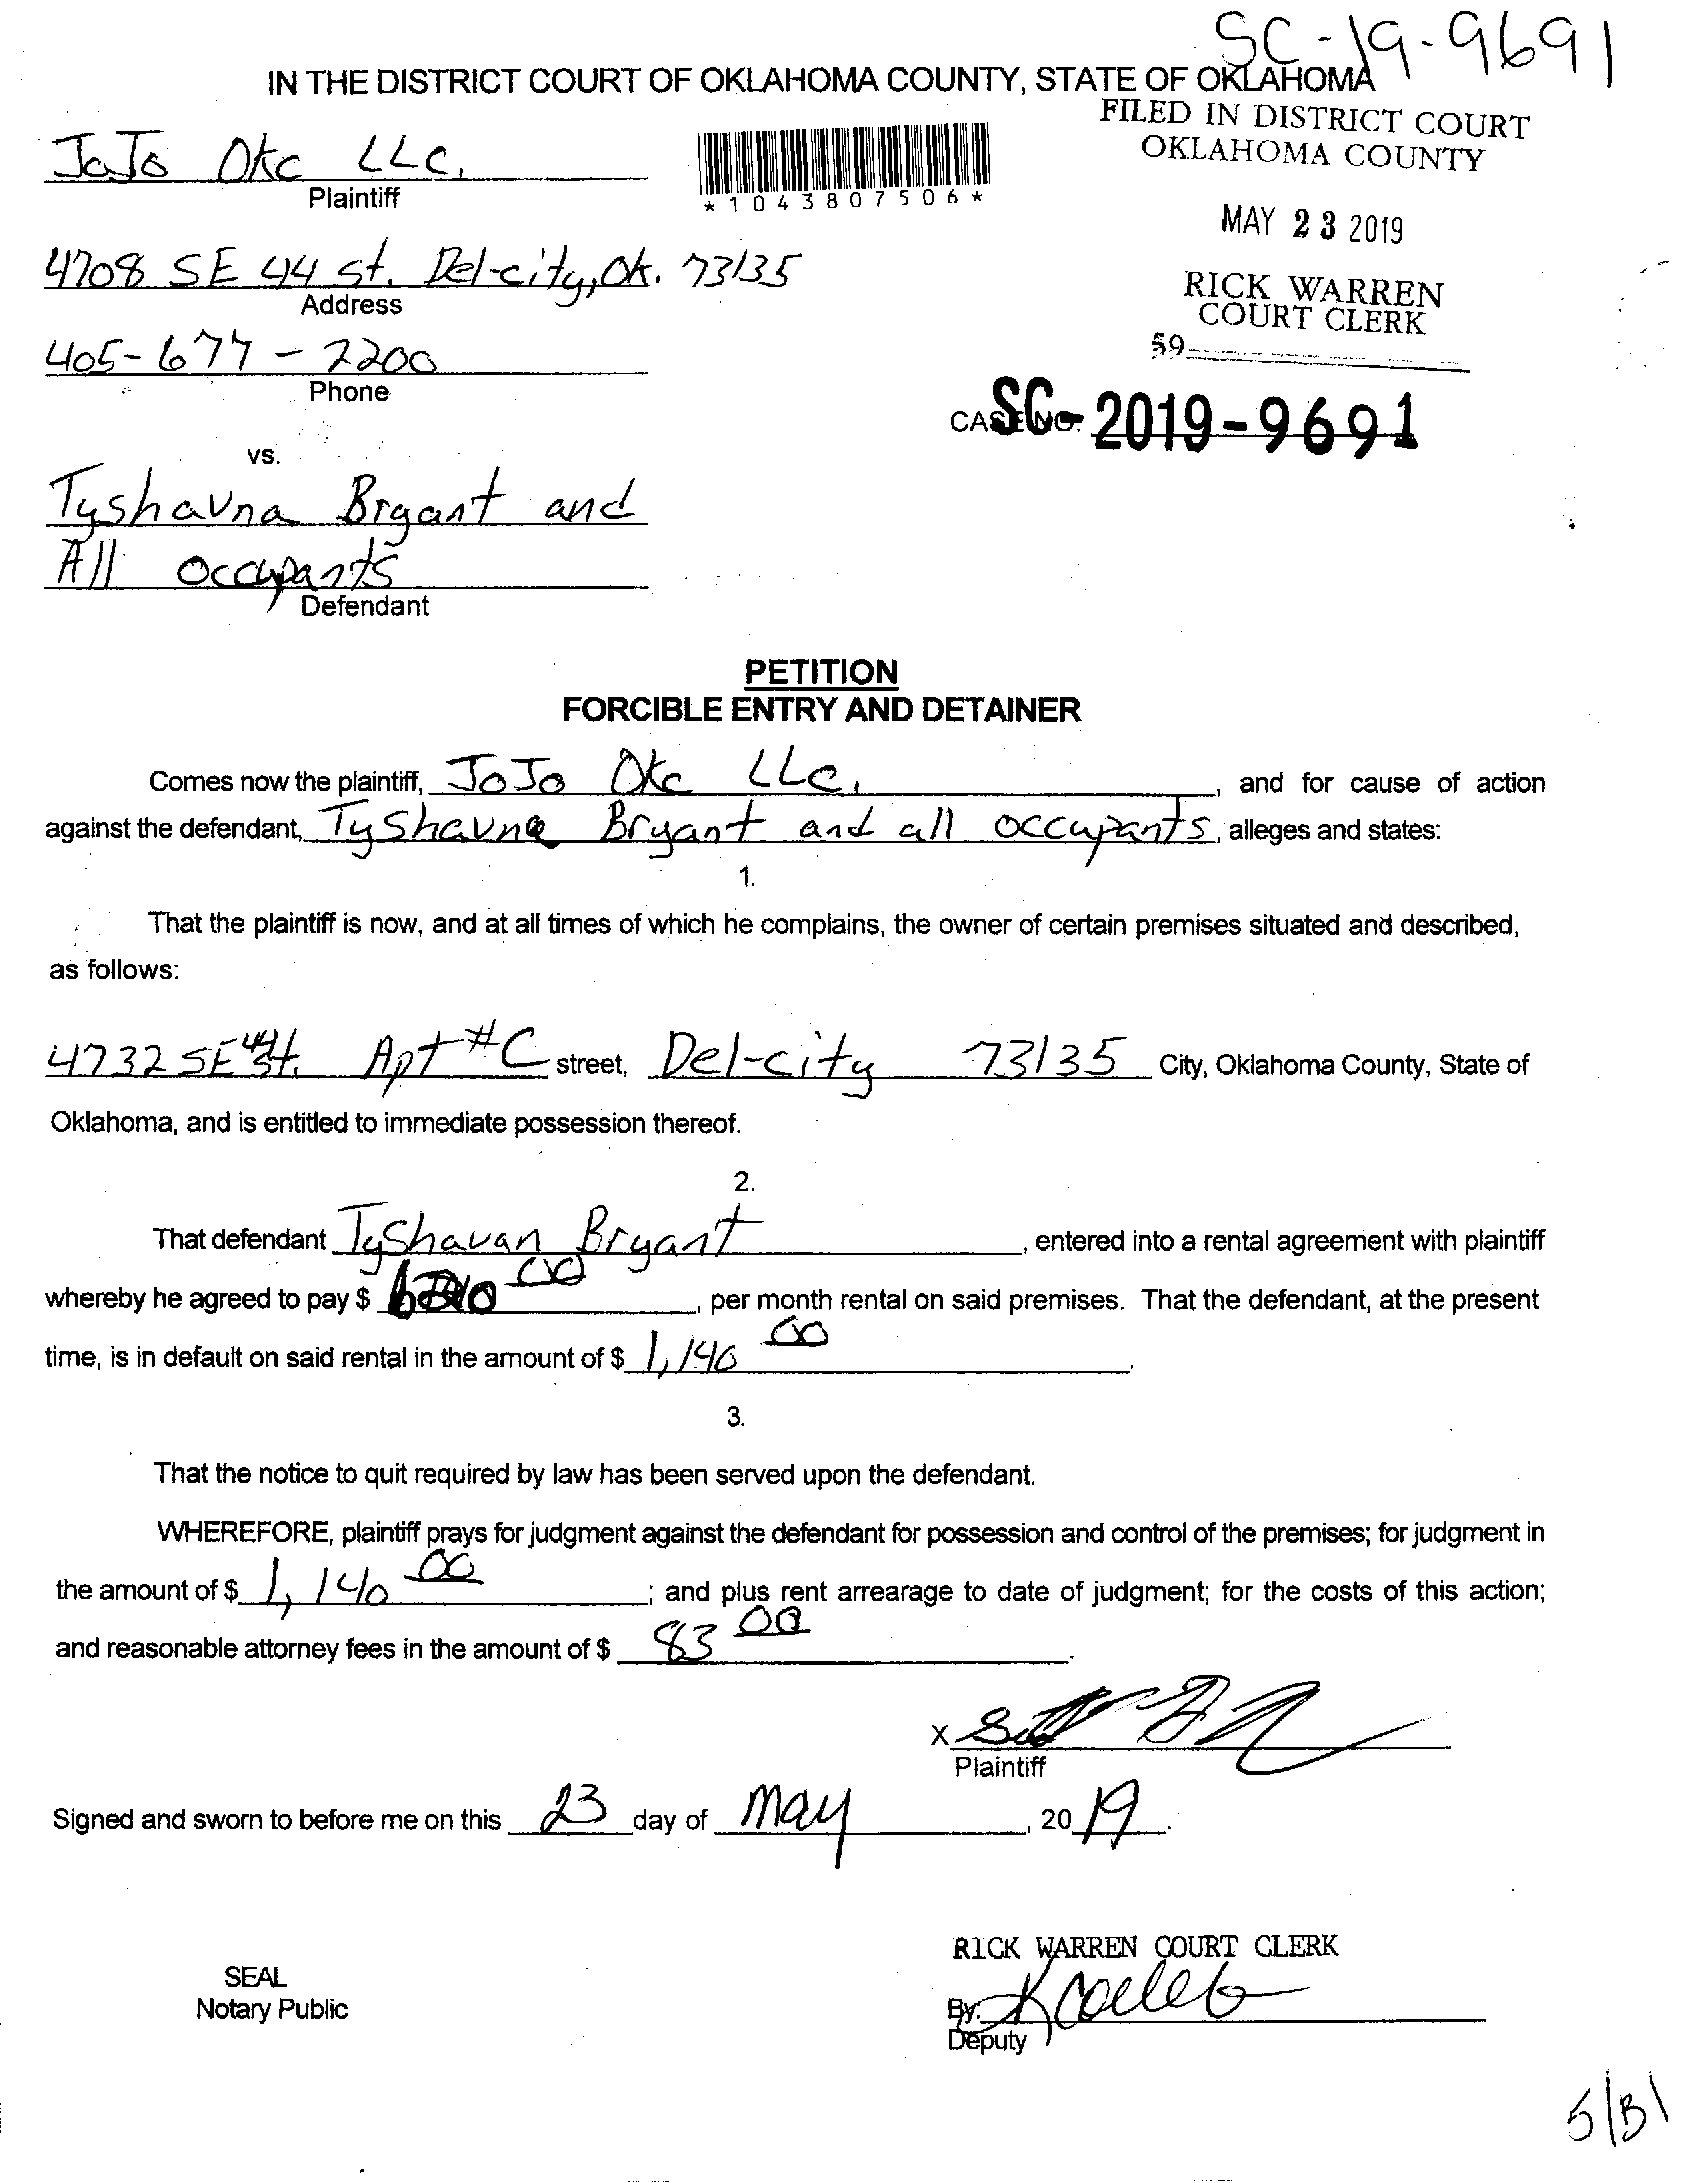 SC-19-9691
IN THE DISTRICT COURT OF OKLAHOMA COUNTY, STATE OF OKLAHOMA
FILED IN DISTRICT COURT
OKLAHOMA COUNTY
JoJo Okc LLC,
Plaintiff
*1043807506*
MAY 23 2019
4708 SE 44 St. Del-city, Ok. 73135
Address
RICK WARREN
COURT CLERK
405-677-2200
Phone
59
CASE NO. SC-2019-9691
vs.
Tyshavna Bryant and
All occupants
Defendant
PETITION
FORCIBLE ENTRY AND DETAINER
Comes now the plaintiff, JoJo Okc LLC, , and for cause of action
against the defendant, Tyshavna Bryant and all occupants, alleges and states:
1.
That the plaintiff is now, and at all times of which he complains, the owner of certain premises situated and described,
as follows:
4732 SE 44 St. Apt #C street, Del-city 73135 City, Oklahoma County, State of
Oklahoma, and is entitled to immediate possession thereof.
2.
That defendant Tyshavan Bryant, entered into a rental agreement with plaintiff
whereby he agreed to pay $ 00, per month rental on said premises. That the defendant, at the present
time, is in default on said rental in the amount of $ 1,140 00.
3.
That the notice to quit required by law has been served upon the defendant.
WHEREFORE, plaintiff prays for judgment against the defendant for possession and control of the premises; for judgment in
the amount of $ 1,140 00; and plus rent arrearage to date of judgment; for the costs of this action;
and reasonable attorney fees in the amount of $ 83 00.
X
Plaintiff
Signed and sworn to before me on this 23 day of May, 2019.
RICK WARREN COURT CLERK
SEAL
Notary Public
By:
Deputy